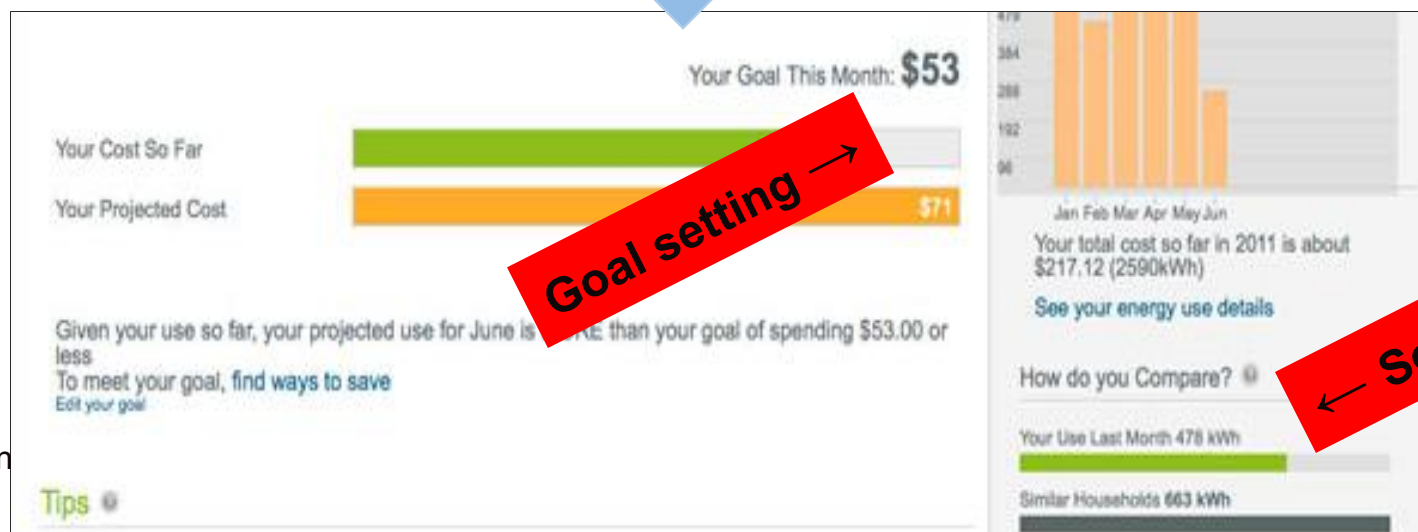 Your Goal This Month: $53
Your Cost So Far
Your Projected Cost
$71
Goal setting →
Given your use so far, your projected use for June is RE than your goal of spending $53.00 or
less
To meet your goal, find ways to save
Edit your goal
Tips
479
384
288
192
96
Jan Feb Mar Apr May Jun
Your total cost so far in 2011 is about
$217.12 (2590kWh)
See your energy use details
How do you Compare?
←
Your Use Last Month 478 kWh
Similar Households 663 kWh